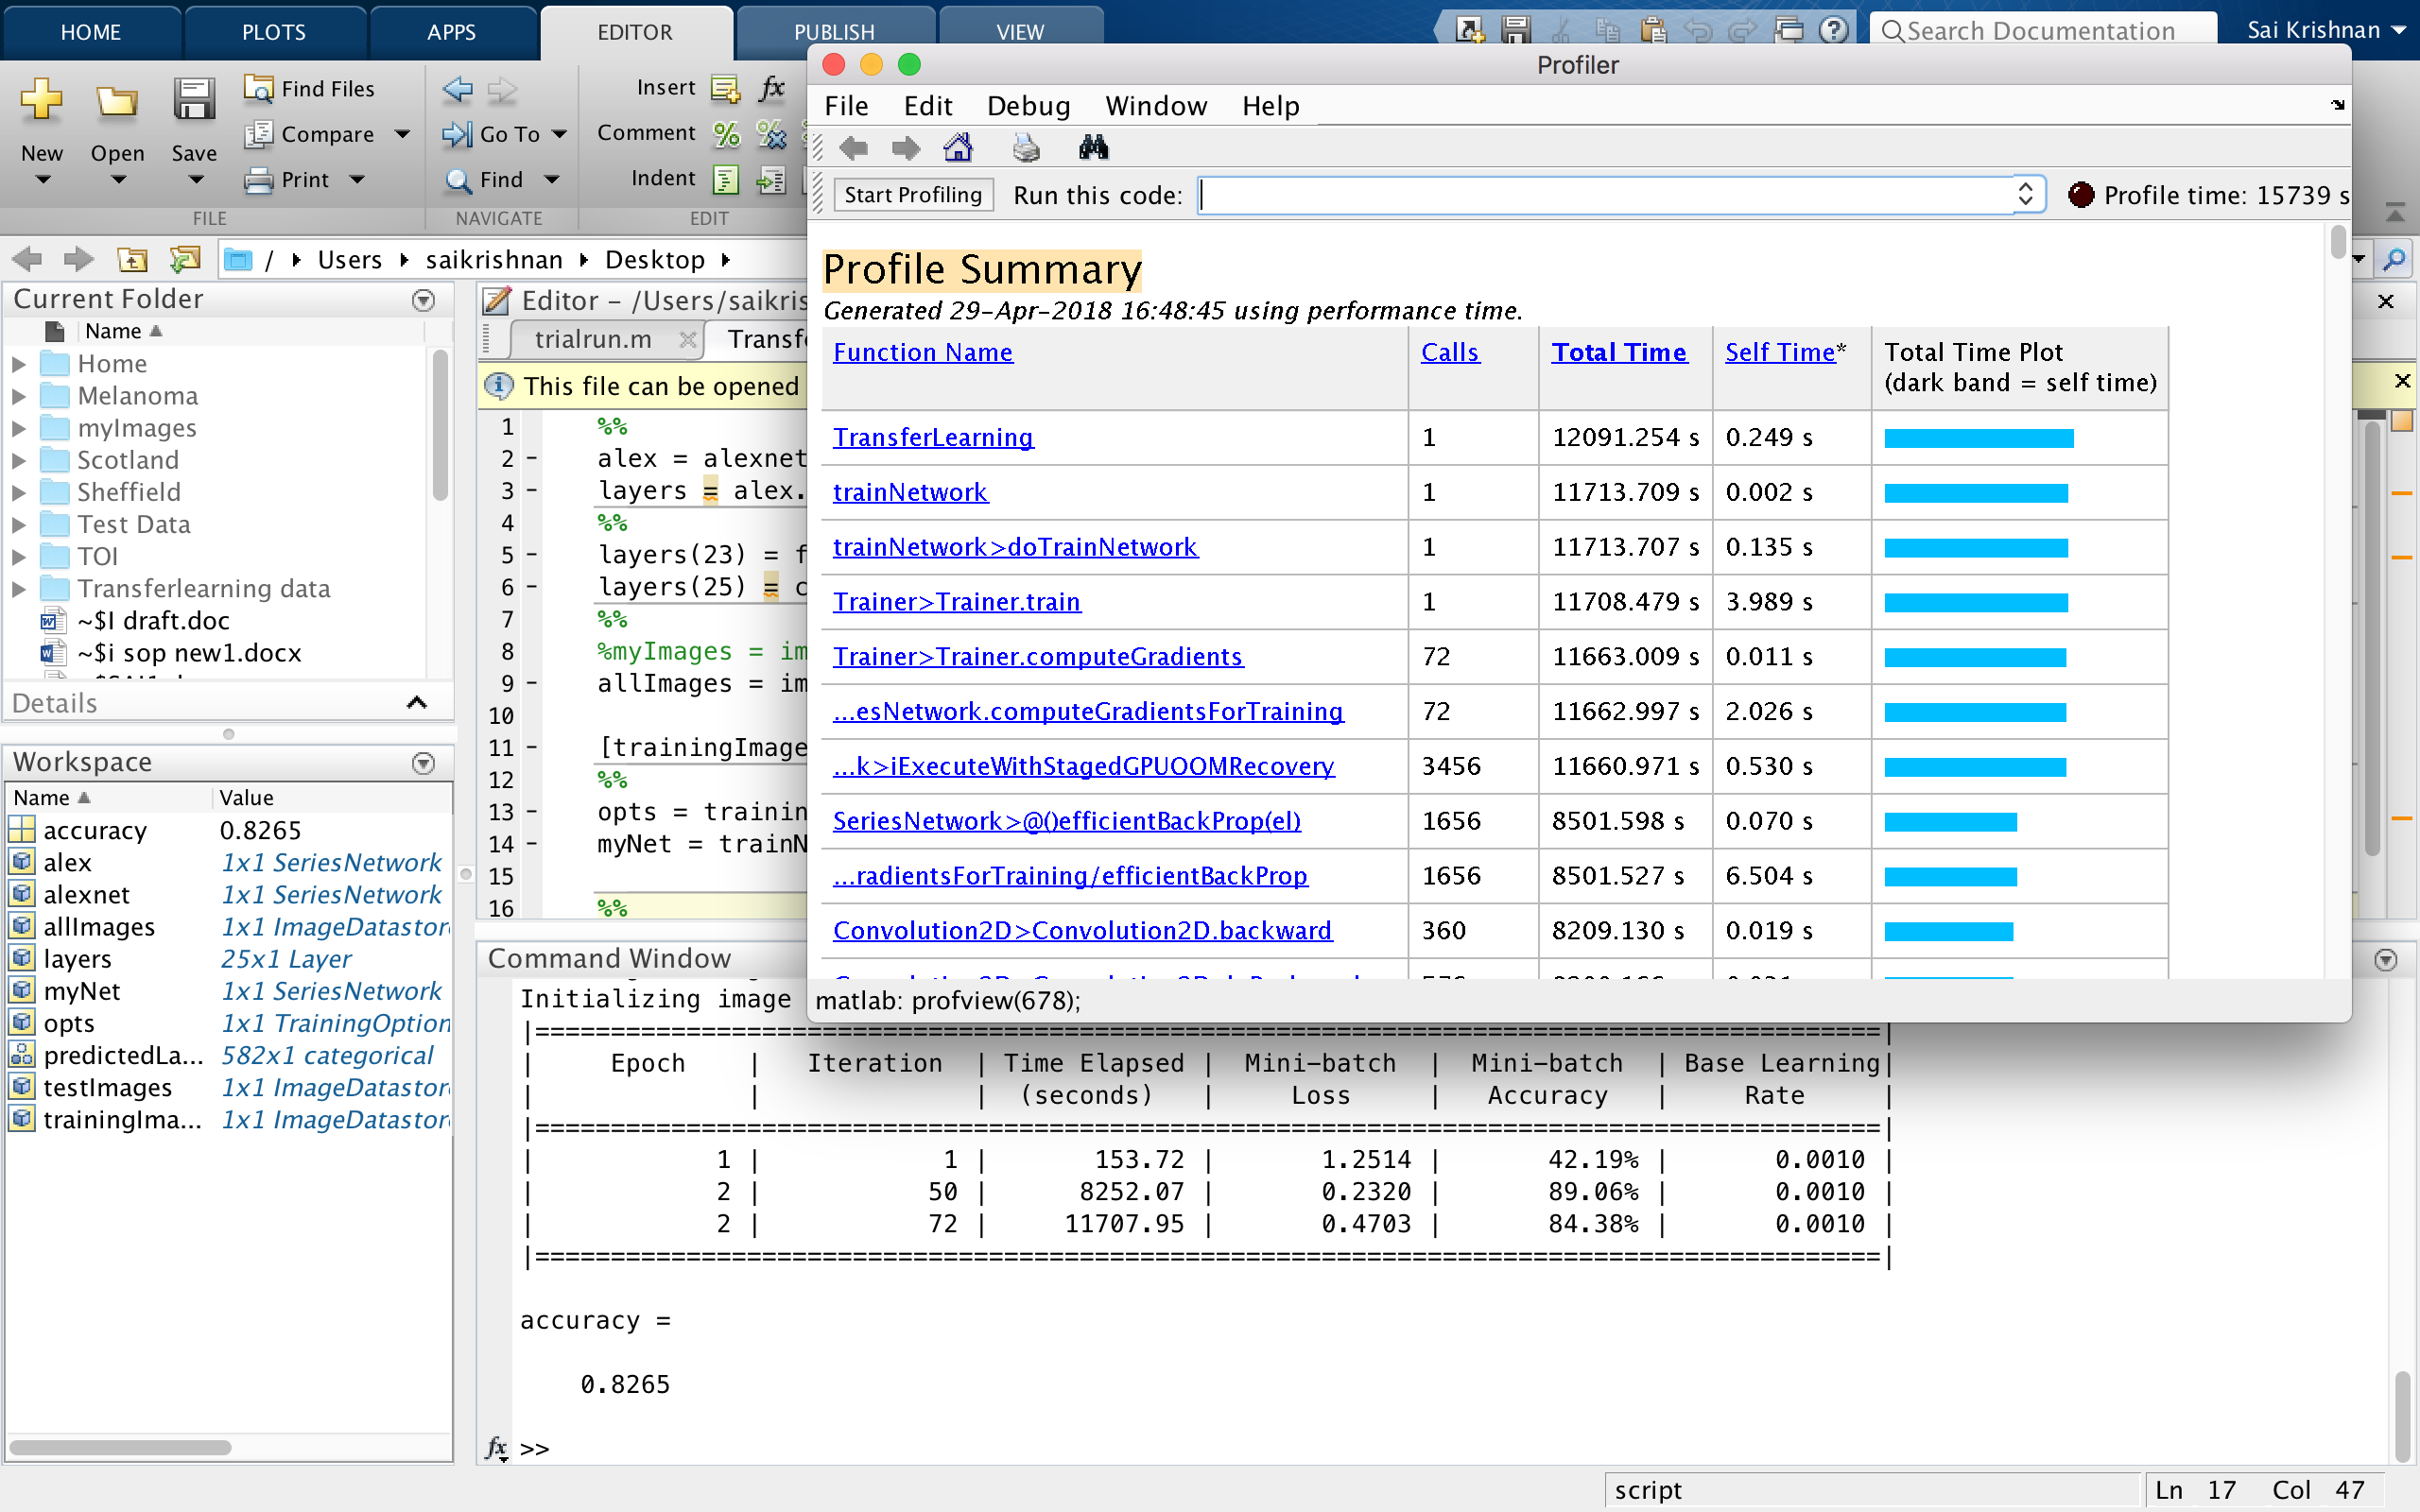 HOME PLOTS APPS EDITOR PUBLISH VIEW Search Documentation Sai Krishnan
New Open Save Find Files Compare Print Go To Find Insert Comment Indent
FILE NAVIGATE EDIT
/ Users saikrishnan Desktop
Current Folder
Name
Home
Melanoma
myImages
Scotland
Sheffield
Test Data
TOI
Transferlearning data
~$I draft.doc
~$i sop new1.docx
Details
Workspace
Name Value
accuracy 0.8265
alex 1x1 SeriesNetwork
alexnet 1x1 SeriesNetwork
allImages 1x1 ImageDatastor
layers 25x1 Layer
myNet 1x1 SeriesNetwork
opts 1x1 TrainingOption
predictedLa... 582x1 categorical
testImages 1x1 ImageDatastor
trainingIma... 1x1 ImageDatastor
Editor - /Users/saikris
trialrun.m Transf
This file can be opened
1 %%
2 - alex = alexnet
3 - layers = alex.
4 %%
5 - layers(23) = f
6 - layers(25) = c
7 %%
8 %myImages = im
9 - allImages = im
10
11 - [trainingImage
12 %%
13 - opts = trainin
14 - myNet = trainN
15
16 %%
Profiler
File Edit Debug Window Help
Start Profiling Run this code: Profile time: 15739 s
Profile Summary
Generated 29-Apr-2018 16:48:45 using performance time.
Function Name Calls Total Time Self Time* Total Time Plot
(dark band = self time)
TransferLearning 1 12091.254 s 0.249 s
trainNetwork 1 11713.709 s 0.002 s
trainNetwork>doTrainNetwork 1 11713.707 s 0.135 s
Trainer>Trainer.train 1 11708.479 s 3.989 s
Trainer>Trainer.computeGradients 72 11663.009 s 0.011 s
...esNetwork.computeGradientsForTraining 72 11662.997 s 2.026 s
...k>iExecuteWithStagedGPUOOMRecovery 3456 11660.971 s 0.530 s
SeriesNetwork>@()efficientBackProp(el) 1656 8501.598 s 0.070 s
...radientsForTraining/efficientBackProp 1656 8501.527 s 6.504 s
Convolution2D>Convolution2D.backward 360 8209.130 s 0.019 s
matlab: profview(678);
Command Window
Initializing image
|=========================================================================================|
| Epoch | Iteration | Time Elapsed | Mini-batch | Mini-batch | Base Learning|
| | | (seconds) | Loss | Accuracy | Rate |
|=========================================================================================|
| 1 | 1 | 153.72 | 1.2514 | 42.19% | 0.0010 |
| 2 | 50 | 8252.07 | 0.2320 | 89.06% | 0.0010 |
| 2 | 72 | 11707.95 | 0.4703 | 84.38% | 0.0010 |
|=========================================================================================|
accuracy =
0.8265
fx >>
script Ln 17 Col 47